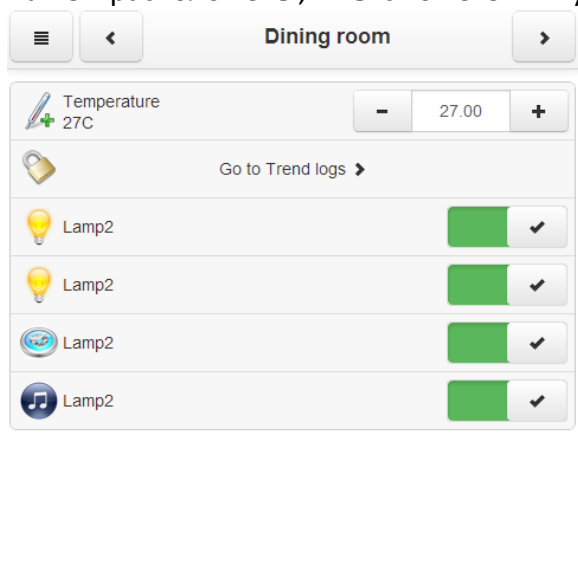 Dining room
Temperature
27C
- 27.00 +
Go to Trend logs
Lamp2
Lamp2
Lamp2
Lamp2